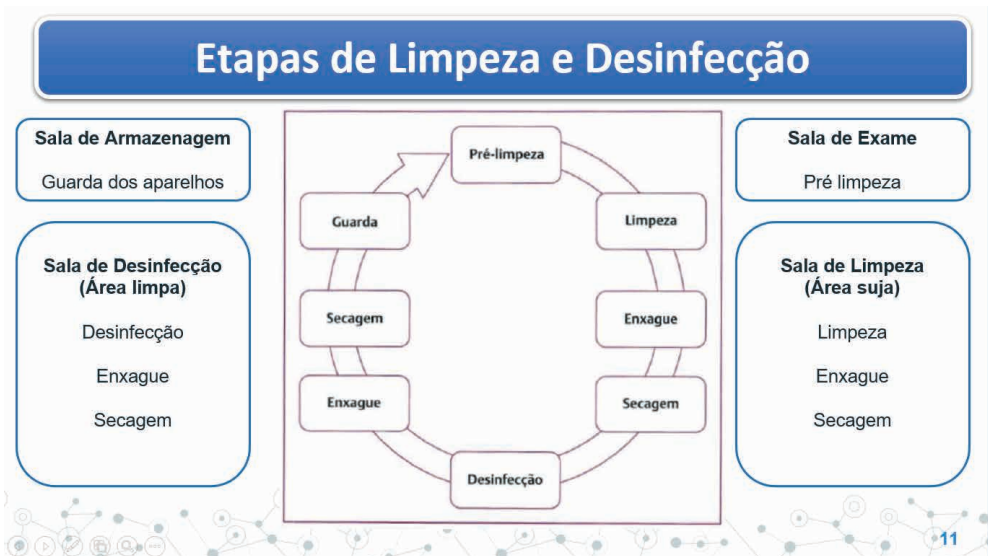 Etapas de Limpeza e Desinfecção
Sala de Armazenagem
Guarda dos aparelhos
Sala de Desinfecção
(Área limpa)
Desinfecção
Enxague
Secagem
Pré-limpeza
Limpeza
Enxague
Secagem
Desinfecção
Enxague
Secagem
Guarda
Sala de Exame
Pré limpeza
Sala de Limpeza
(Área suja)
Limpeza
Enxague
Secagem
11